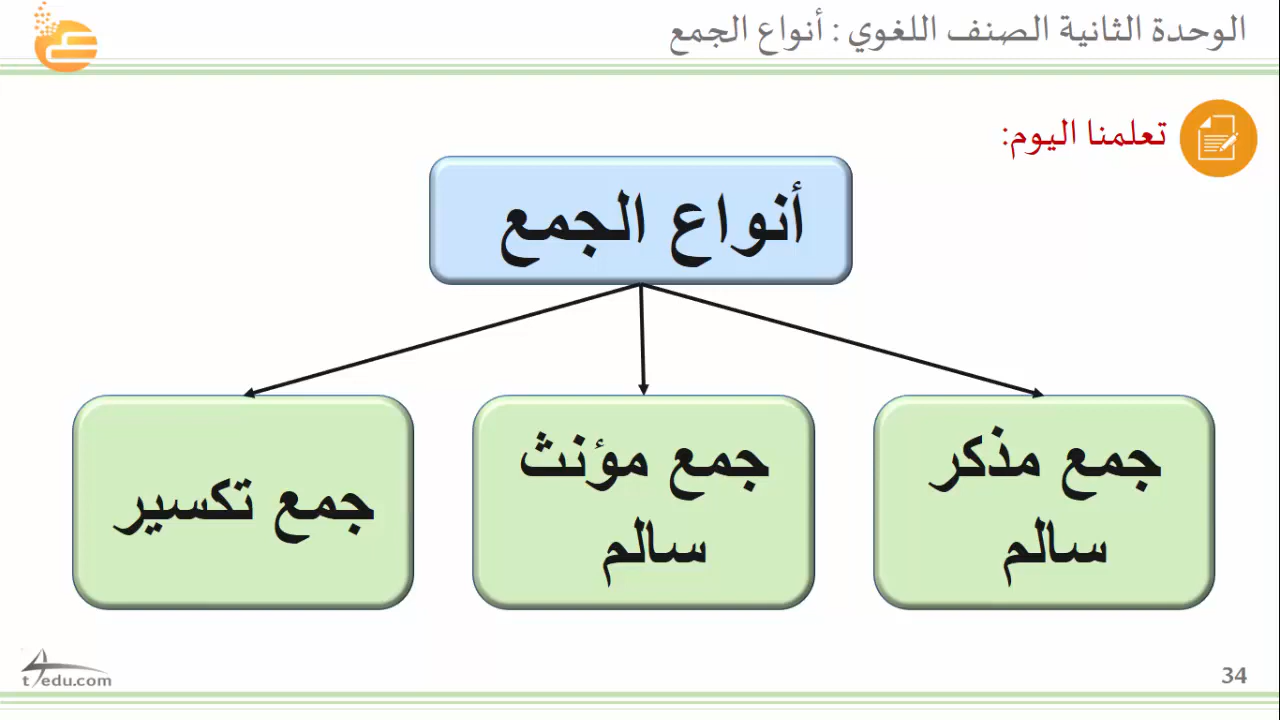 الوحدة الثانية الصنف اللغوي : أنواع الجمع
تعلمنا اليوم:
أنواع الجمع
جمع مذكر
سالم
جمع مؤنث
سالم
جمع تكسير
t4edu.com
34